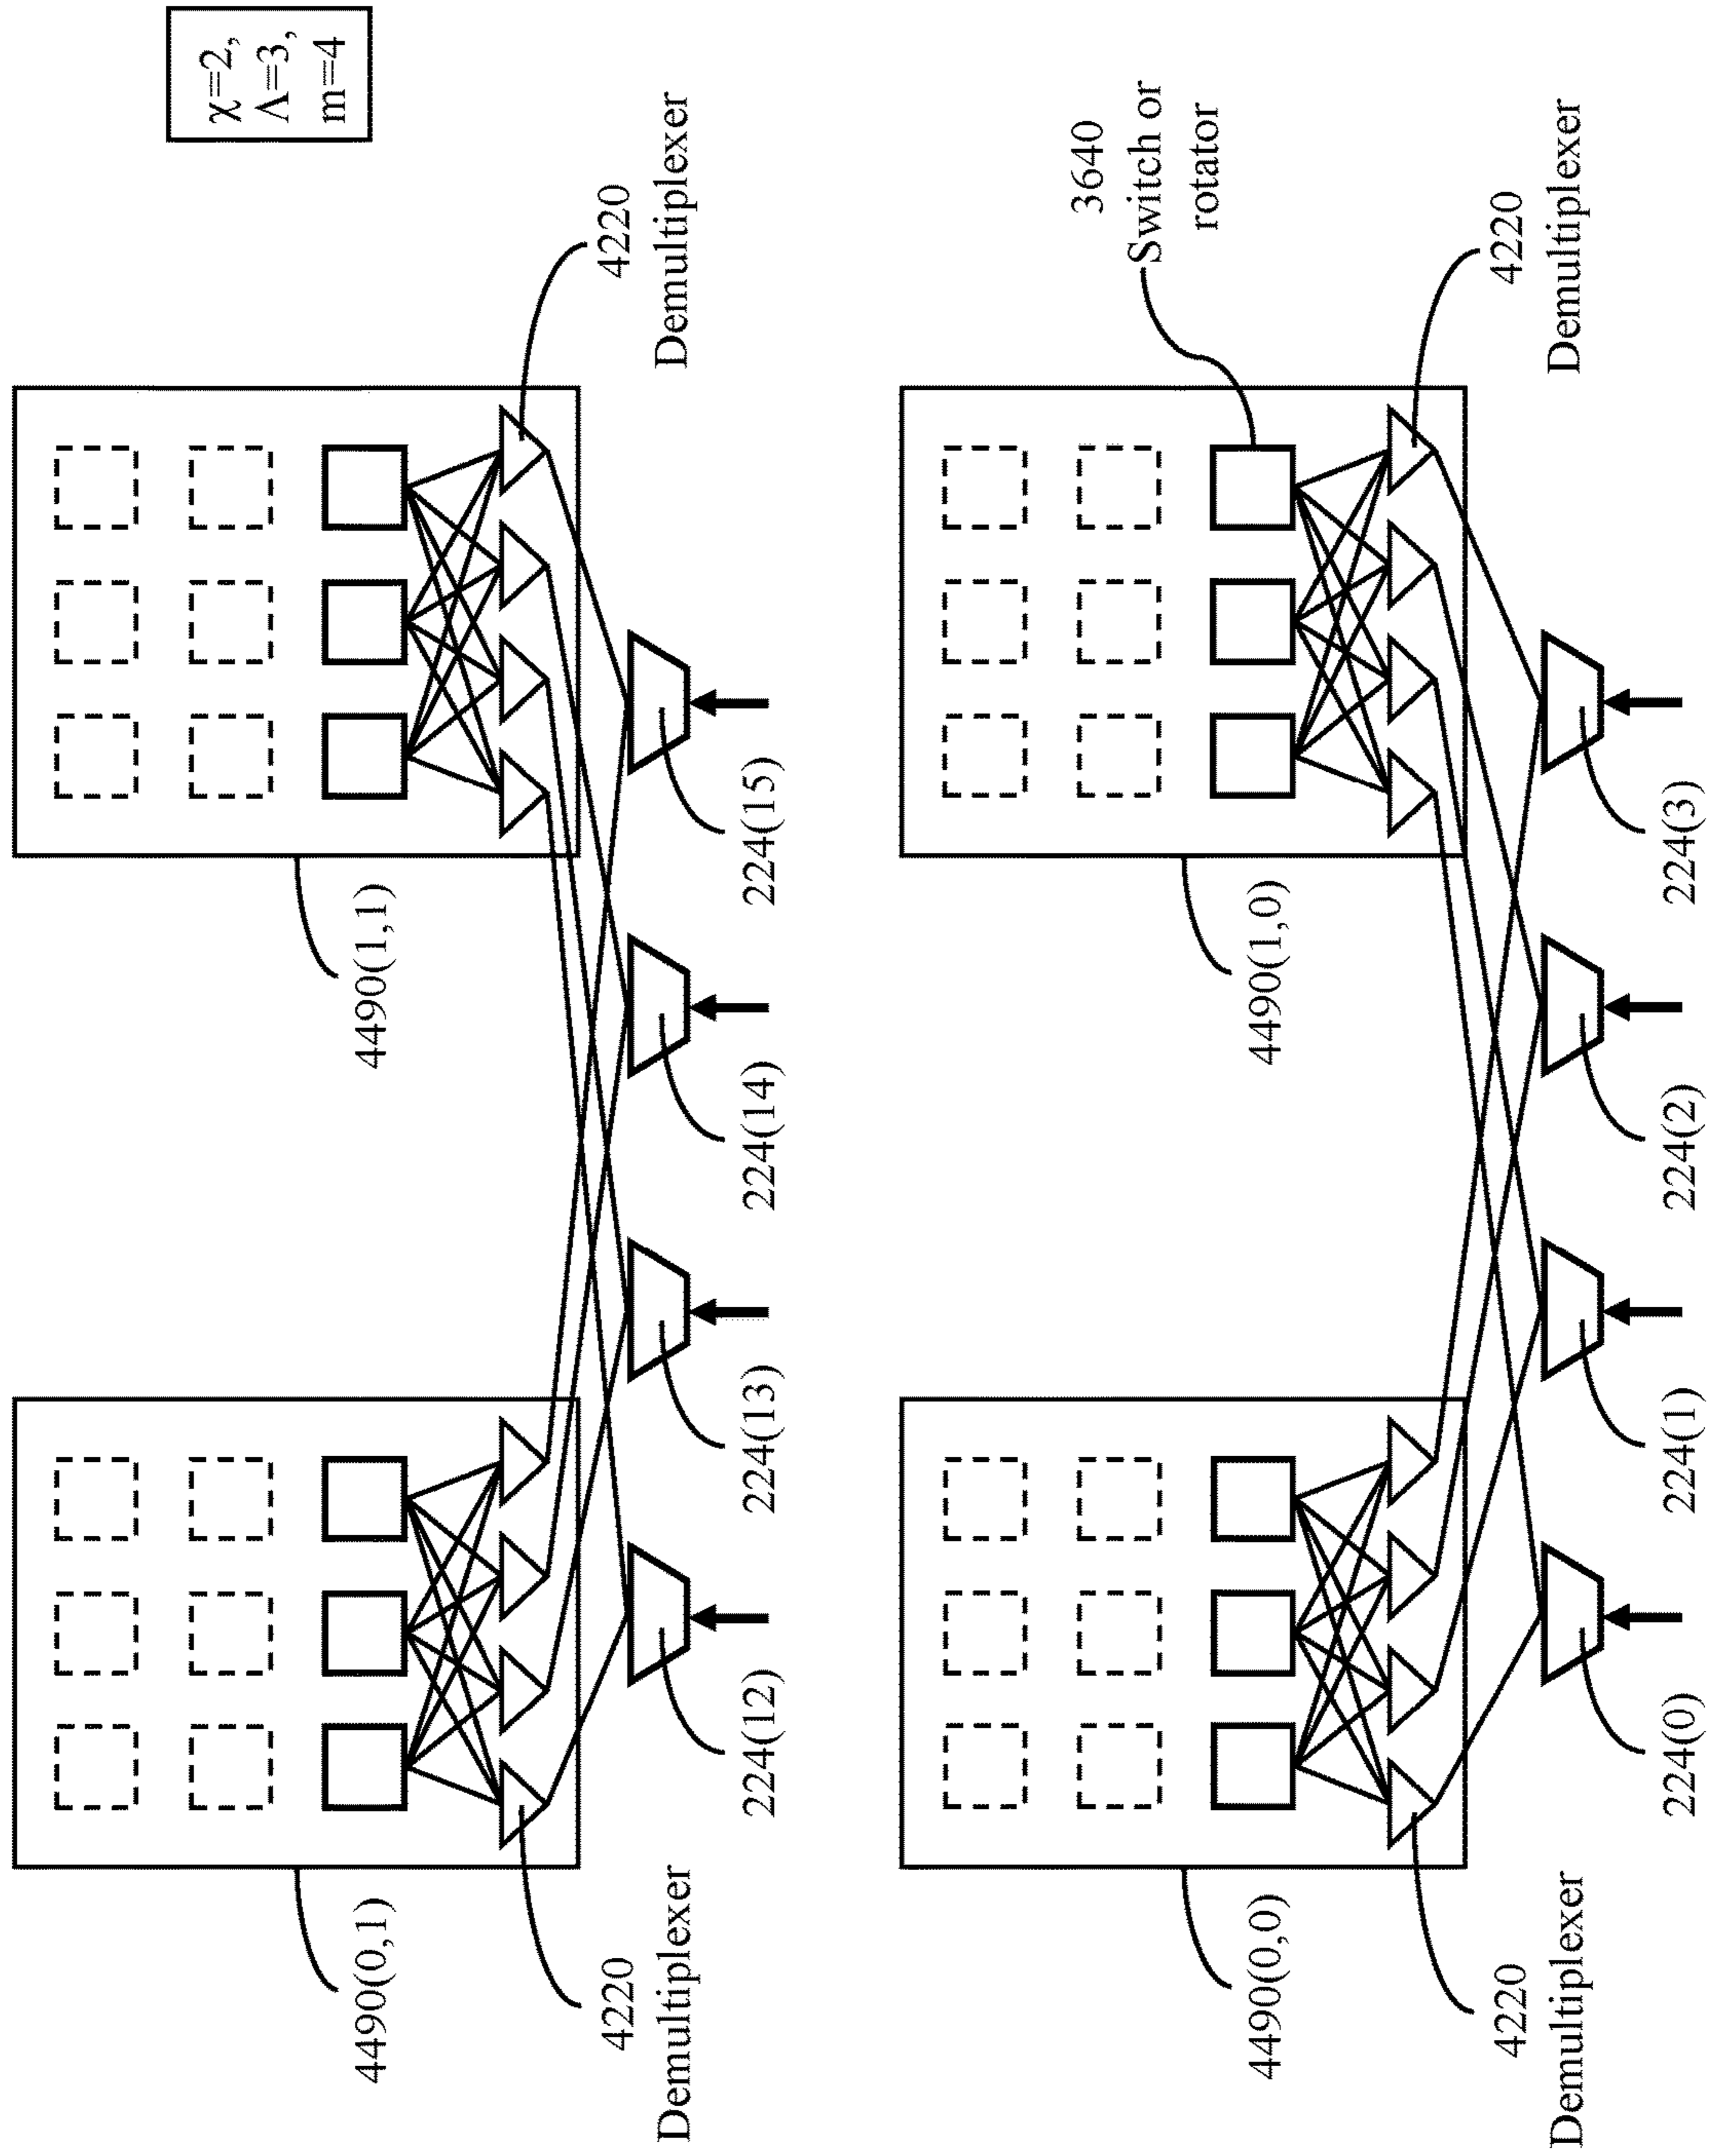 χ=2,
Λ=3,
m=4
4490(0,1)
4490(1,1)
4220
Demultiplexer
4220
Demultiplexer
224(12)
224(13)
224(14)
224(15)
3640
Switch or
rotator
4490(0,0)
4490(1,0)
4220
Demultiplexer
4220
Demultiplexer
224(0)
224(1)
224(2)
224(3)